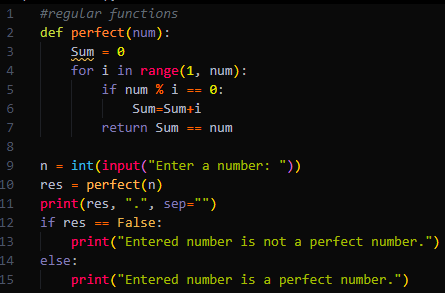 1 #regular functions
2 def perfect(num):
3     Sum = 0
4     for i in range(1, num):
5         if num % i == 0:
6             Sum=Sum+i
7         return Sum == num
8
9 n = int(input("Enter a number: "))
10 res = perfect(n)
11 print(res, ".", sep="")
12 if res == False:
13     print("Entered number is not a perfect number.")
14 else:
15     print("Entered number is a perfect number.")